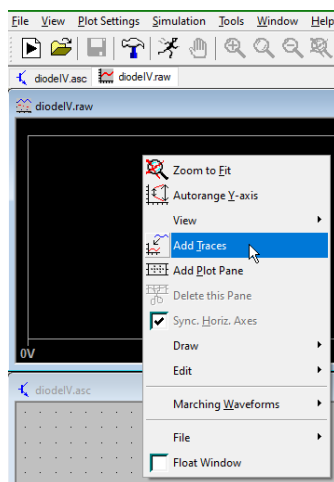 File View Plot Settings Simulation Tools Window Help
diodeIV.asc diodeIV.raw
diodeIV.raw
Zoom to Fit
Autorange Y-axis
View
Add Traces
Add Plot Pane
Delete this Pane
Sync. Horiz. Axes
Draw
Edit
0V
diodeIV.asc
Marching Waveforms
File
Float Window